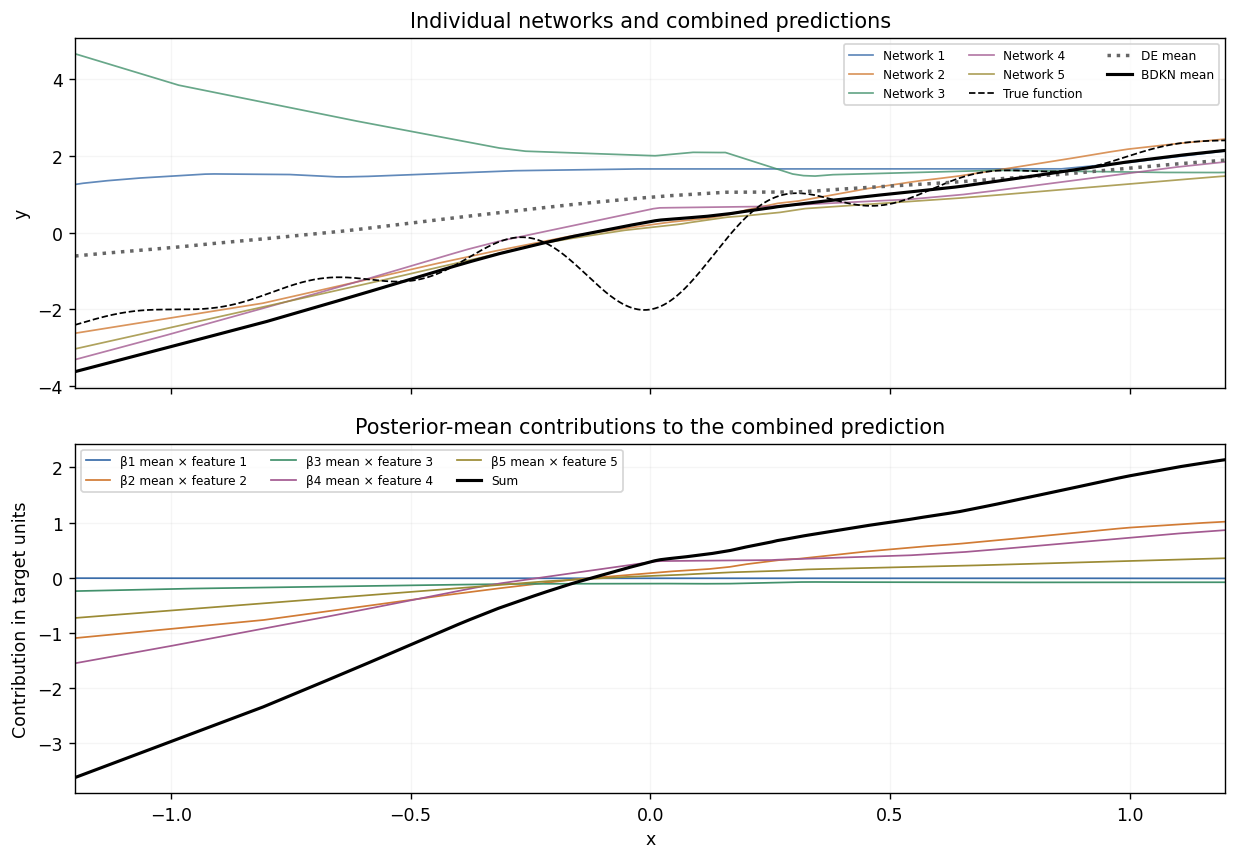 Individual networks and combined predictions
Network 1
Network 2
Network 3
Network 4
Network 5
True function
DE mean
BDKN mean
4
2
0
−2
−4
y
Posterior-mean contributions to the combined prediction
β1 mean × feature 1
β2 mean × feature 2
β3 mean × feature 3
β4 mean × feature 4
β5 mean × feature 5
Sum
2
1
0
−1
−2
−3
Contribution in target units
−1.0
−0.5
0.0
0.5
1.0
x